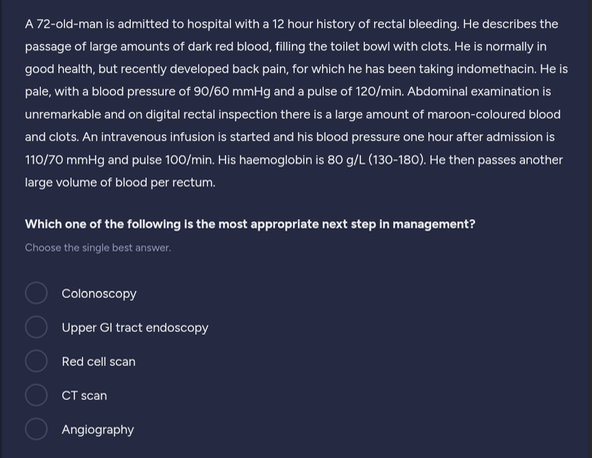 A 72-old-man is admitted to hospital with a 12 hour history of rectal bleeding. He describes the
passage of large amounts of dark red blood, filling the toilet bowl with clots. He is normally in
good health, but recently developed back pain, for which he has been taking indomethacin. He is
pale, with a blood pressure of 90/60 mmHg and a pulse of 120/min. Abdominal examination is
unremarkable and on digital rectal inspection there is a large amount of maroon-coloured blood
and clots. An intravenous infusion is started and his blood pressure one hour after admission is
110/70 mmHg and pulse 100/min. His haemoglobin is 80 g/L (130-180). He then passes another
large volume of blood per rectum.
Which one of the following is the most appropriate next step in management?
Choose the single best answer.
Colonoscopy
Upper GI tract endoscopy
Red cell scan
CT scan
Angiography